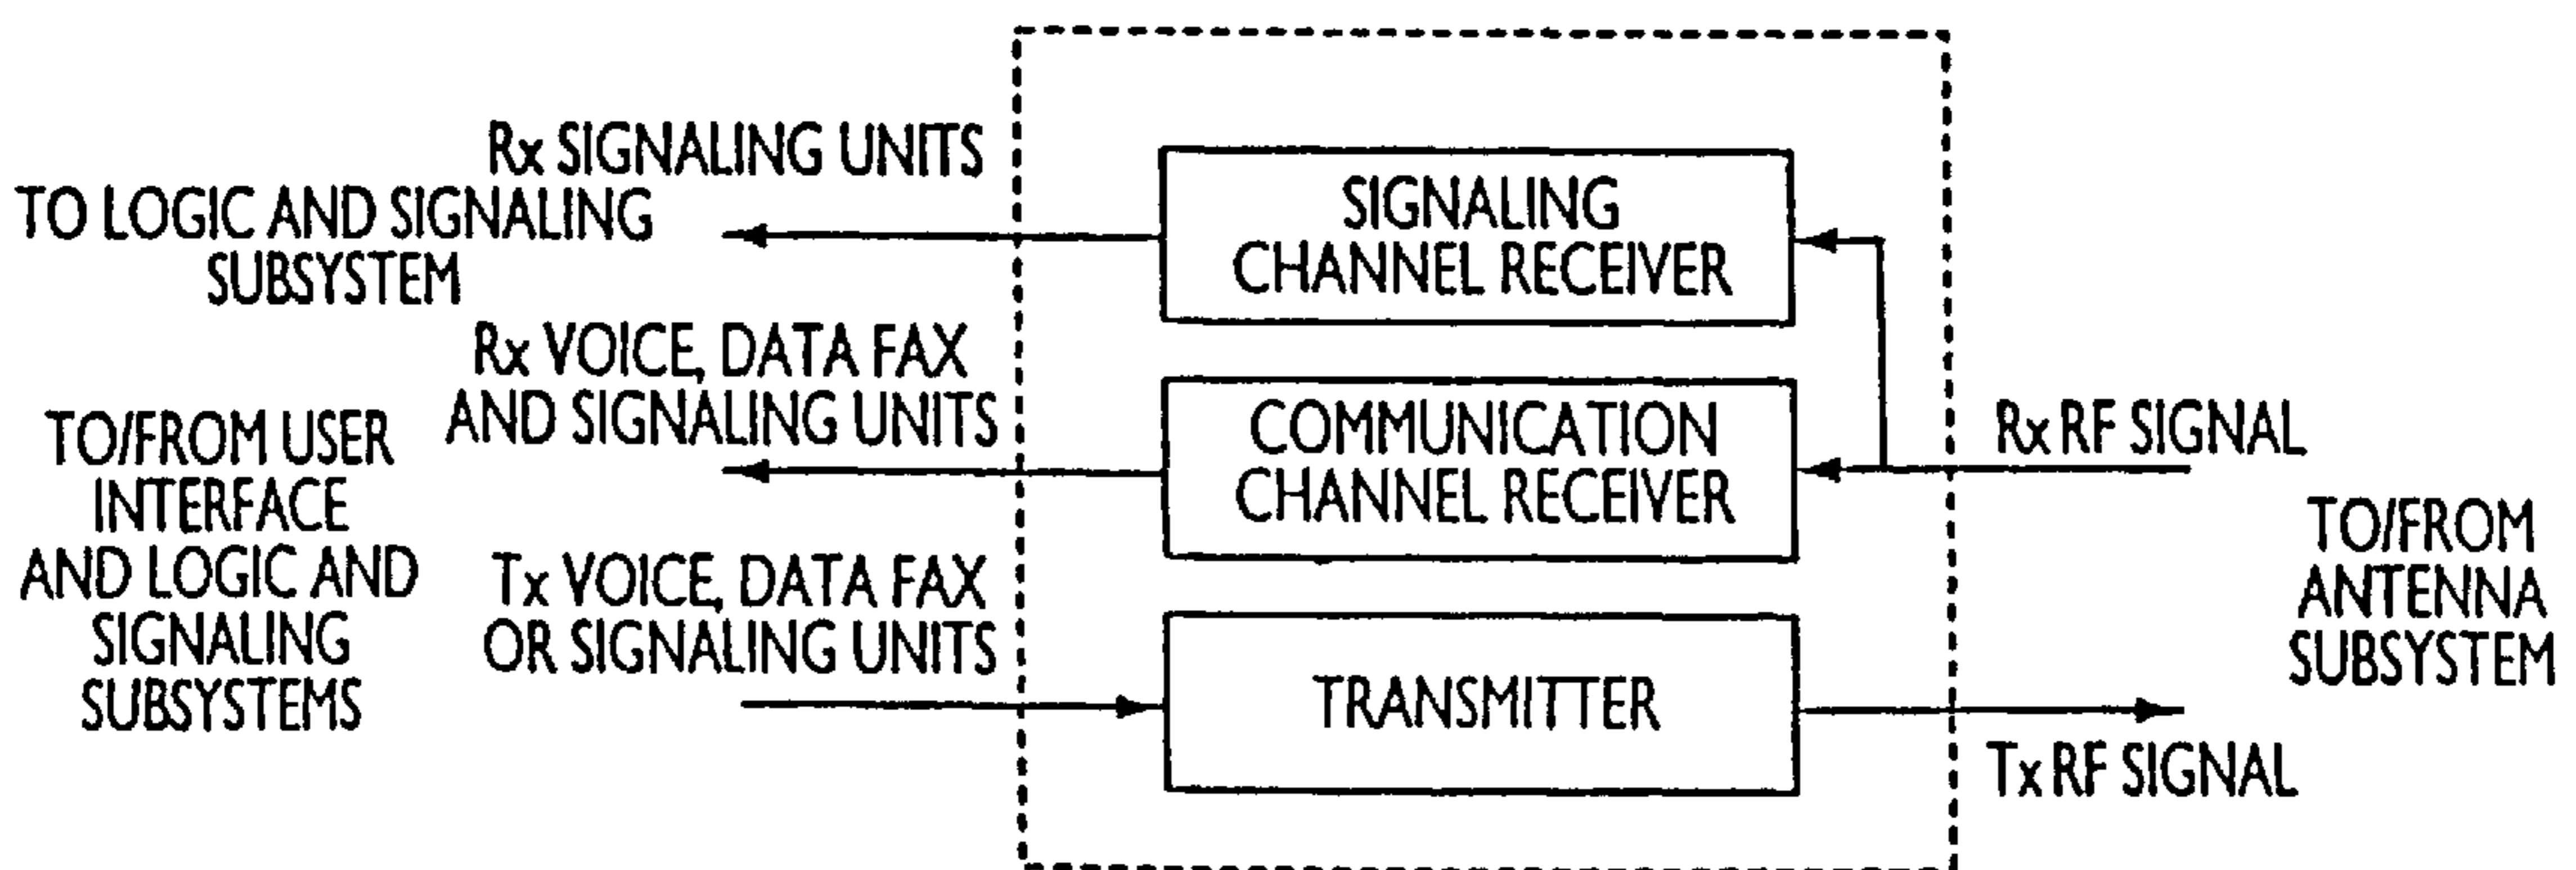 Rx SIGNALING UNITS
TO LOGIC AND SIGNALING
SUBSYSTEM
Rx VOICE, DATA FAX
AND SIGNALING UNITS
TO/FROM USER
INTERFACE
AND LOGIC AND
SIGNALING
SUBSYSTEMS
Tx VOICE, DATA FAX
OR SIGNALING UNITS
SIGNALING
CHANNEL RECEIVER
COMMUNICATION
CHANNEL RECEIVER
TRANSMITTER
Rx RF SIGNAL
TO/FROM
ANTENNA
SUBSYSTEM
Tx RF SIGNAL